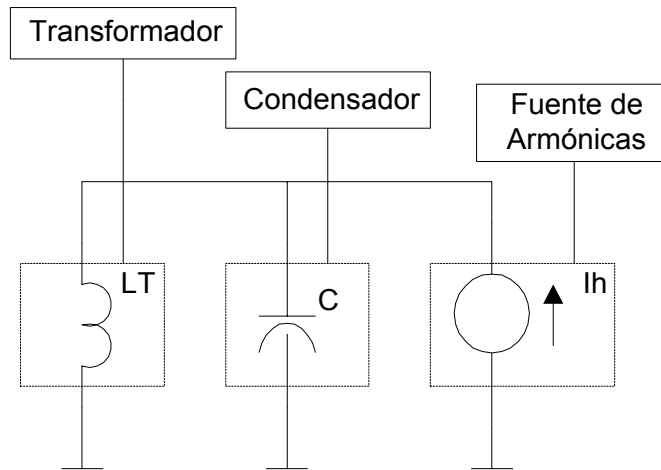 Transformador
Condensador
Fuente de
Armónicas
LT
C
Ih